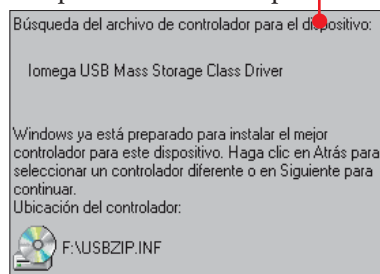 Búsqueda del archivo de controlador para el dispositivo:
Iomega USB Mass Storage Class Driver
Windows ya está preparado para instalar el mejor
controlador para este dispositivo. Haga clic en Atrás para
seleccionar un controlador diferente o en Siguiente para
continuar.
Ubicación del controlador:
F:\USBZIP.INF